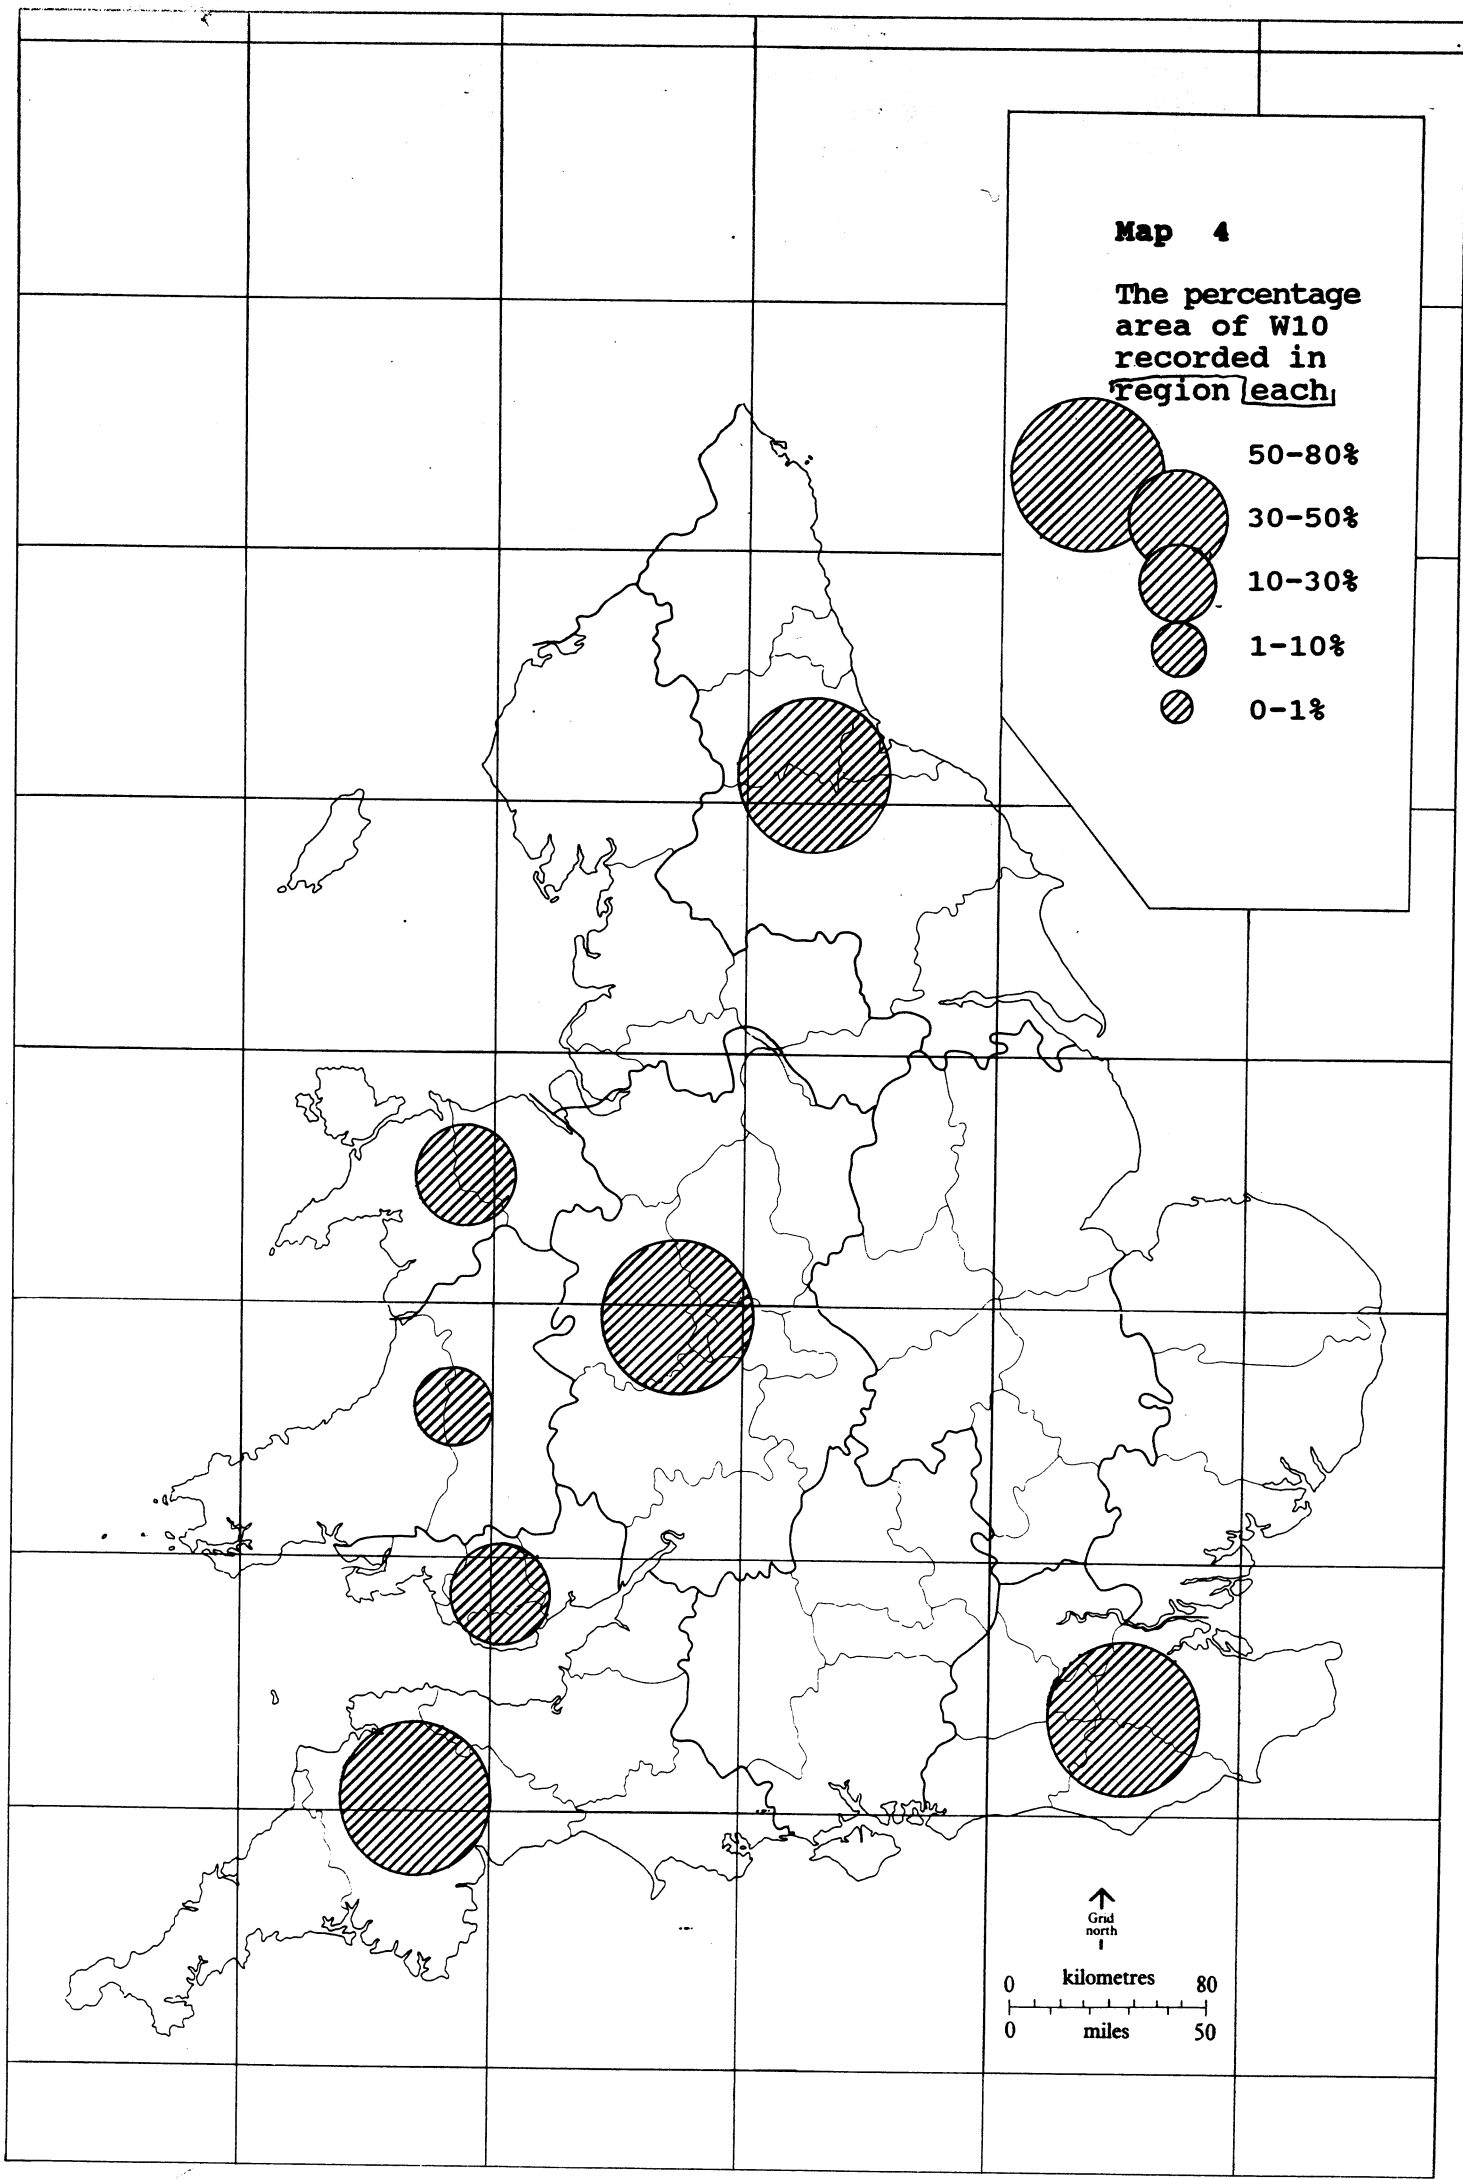 Map 4
The percentage
area of W10
recorded in
region each
50-80%
30-50%
10-30%
1-10%
0-1%
Grid
north
0 kilometres 80
0 miles 50